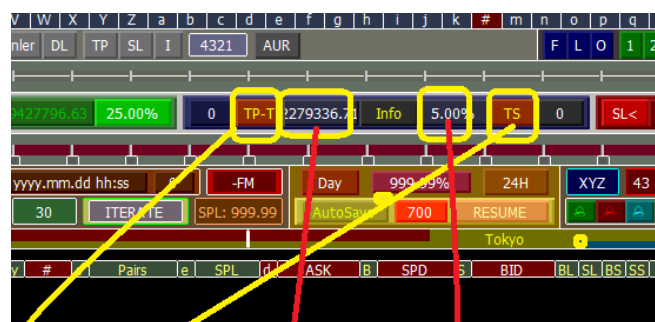 V W X Y Z a b c d e f g h i j k # m n o p q
nler DL TP SL I 4321 AUR F L O 1 2
9427796.63 25.00% 0 TP-T 2279336.71 Info 5.00% TS 0 SL<
yyyy.mm.dd hh:ss -FM Day 999.99% 24H XYZ 43
30 ITERATE SPL: 999.99 AutoSave 700 RESUME
Tokyo
y # Pairs e SPL d ASK B SPD S BID BL SL BS SS